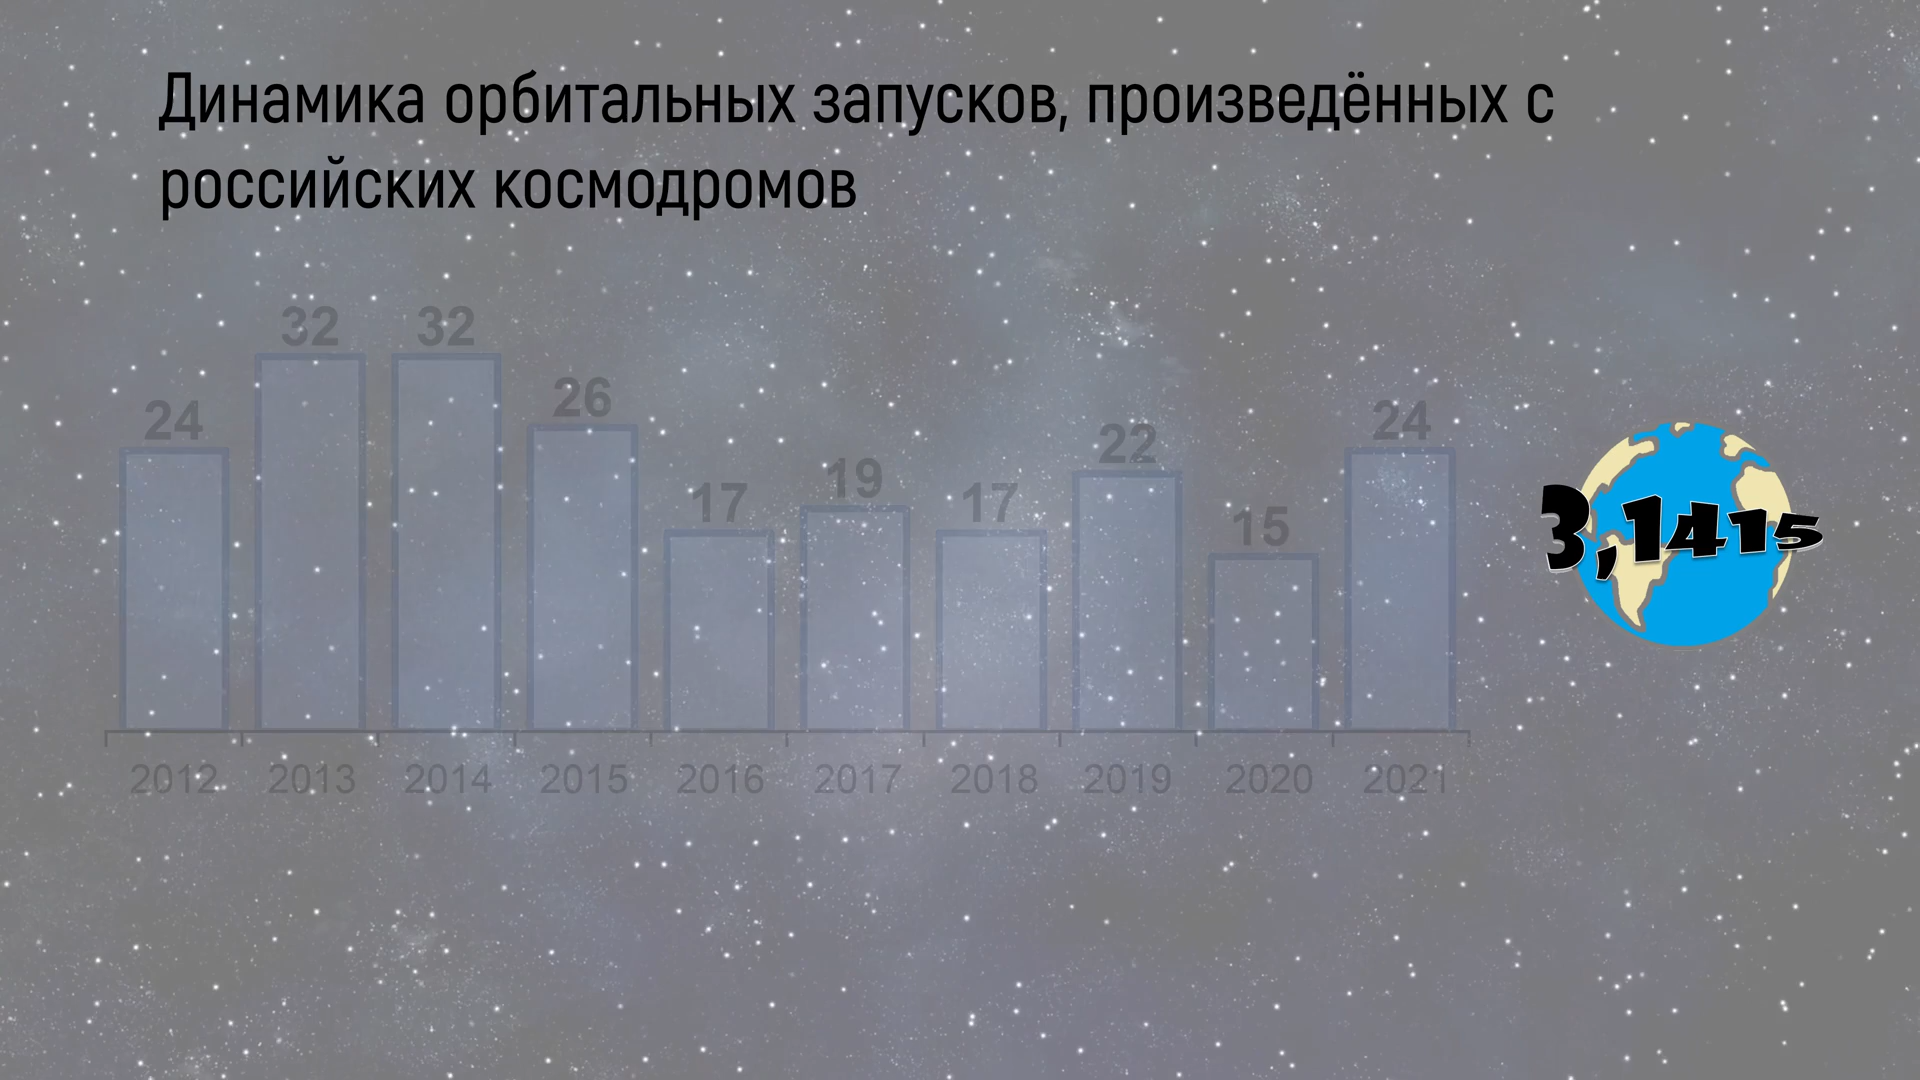 Динамика орбитальных запусков, произведённых с
российских космодромов
24 32 32 26 17 19 17 22 15 24
2012 2013 2014 2015 2016 2017 2018 2019 2020 2021
3,1415